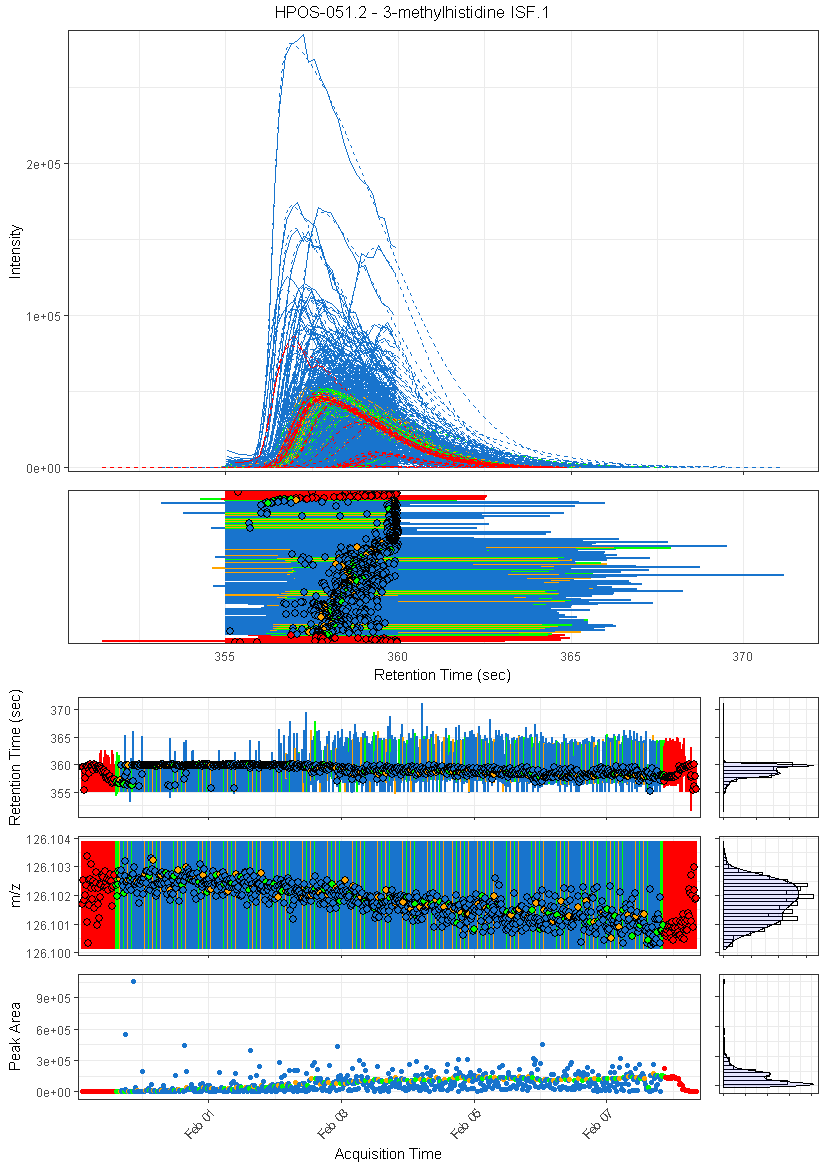 HPOS-051.2 - 3-methylhistidine ISF.1
Intensity
2e+05
1e+05
0e+00
355
360
365
370
Retention Time (sec)
Retention Time (sec)
370
365
360
355
m/z
126.104
126.103
126.102
126.101
126.100
Peak Area
9e+05
6e+05
3e+05
0e+00
Feb 01
Feb 03
Feb 05
Feb 07
Acquisition Time